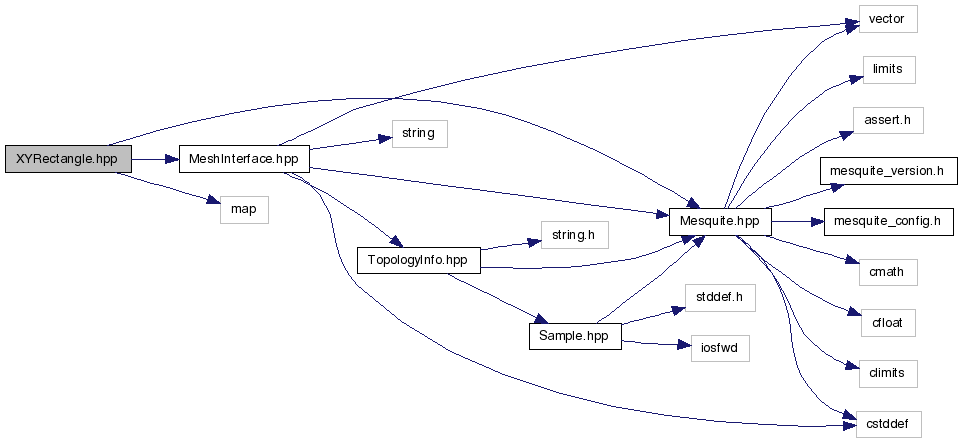 vector
limits
assert.h
string
XYRectangle.hpp
MeshInterface.hpp
mesquite_version.h
map
Mesquite.hpp
mesquite_config.h
string.h
TopologyInfo.hpp
cmath
stddef.h
cfloat
Sample.hpp
iosfwd
climits
cstddef